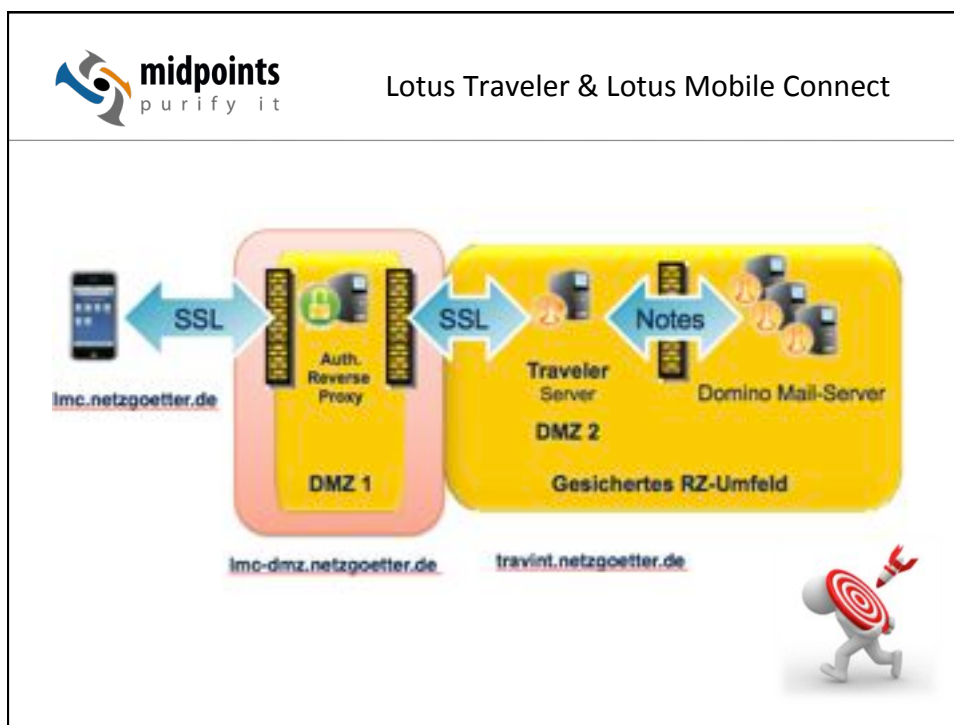 midpoints
purify it
Lotus Traveler & Lotus Mobile Connect
SSL
Auth.
Reverse
Proxy
SSL
Traveler
Server
Notes
Domino Mail-Server
lmc.netzgoetter.de
DMZ 2
DMZ 1
Gesichertes RZ-Umfeld
lmc-dmz.netzgoetter.de
travint.netzgoetter.de